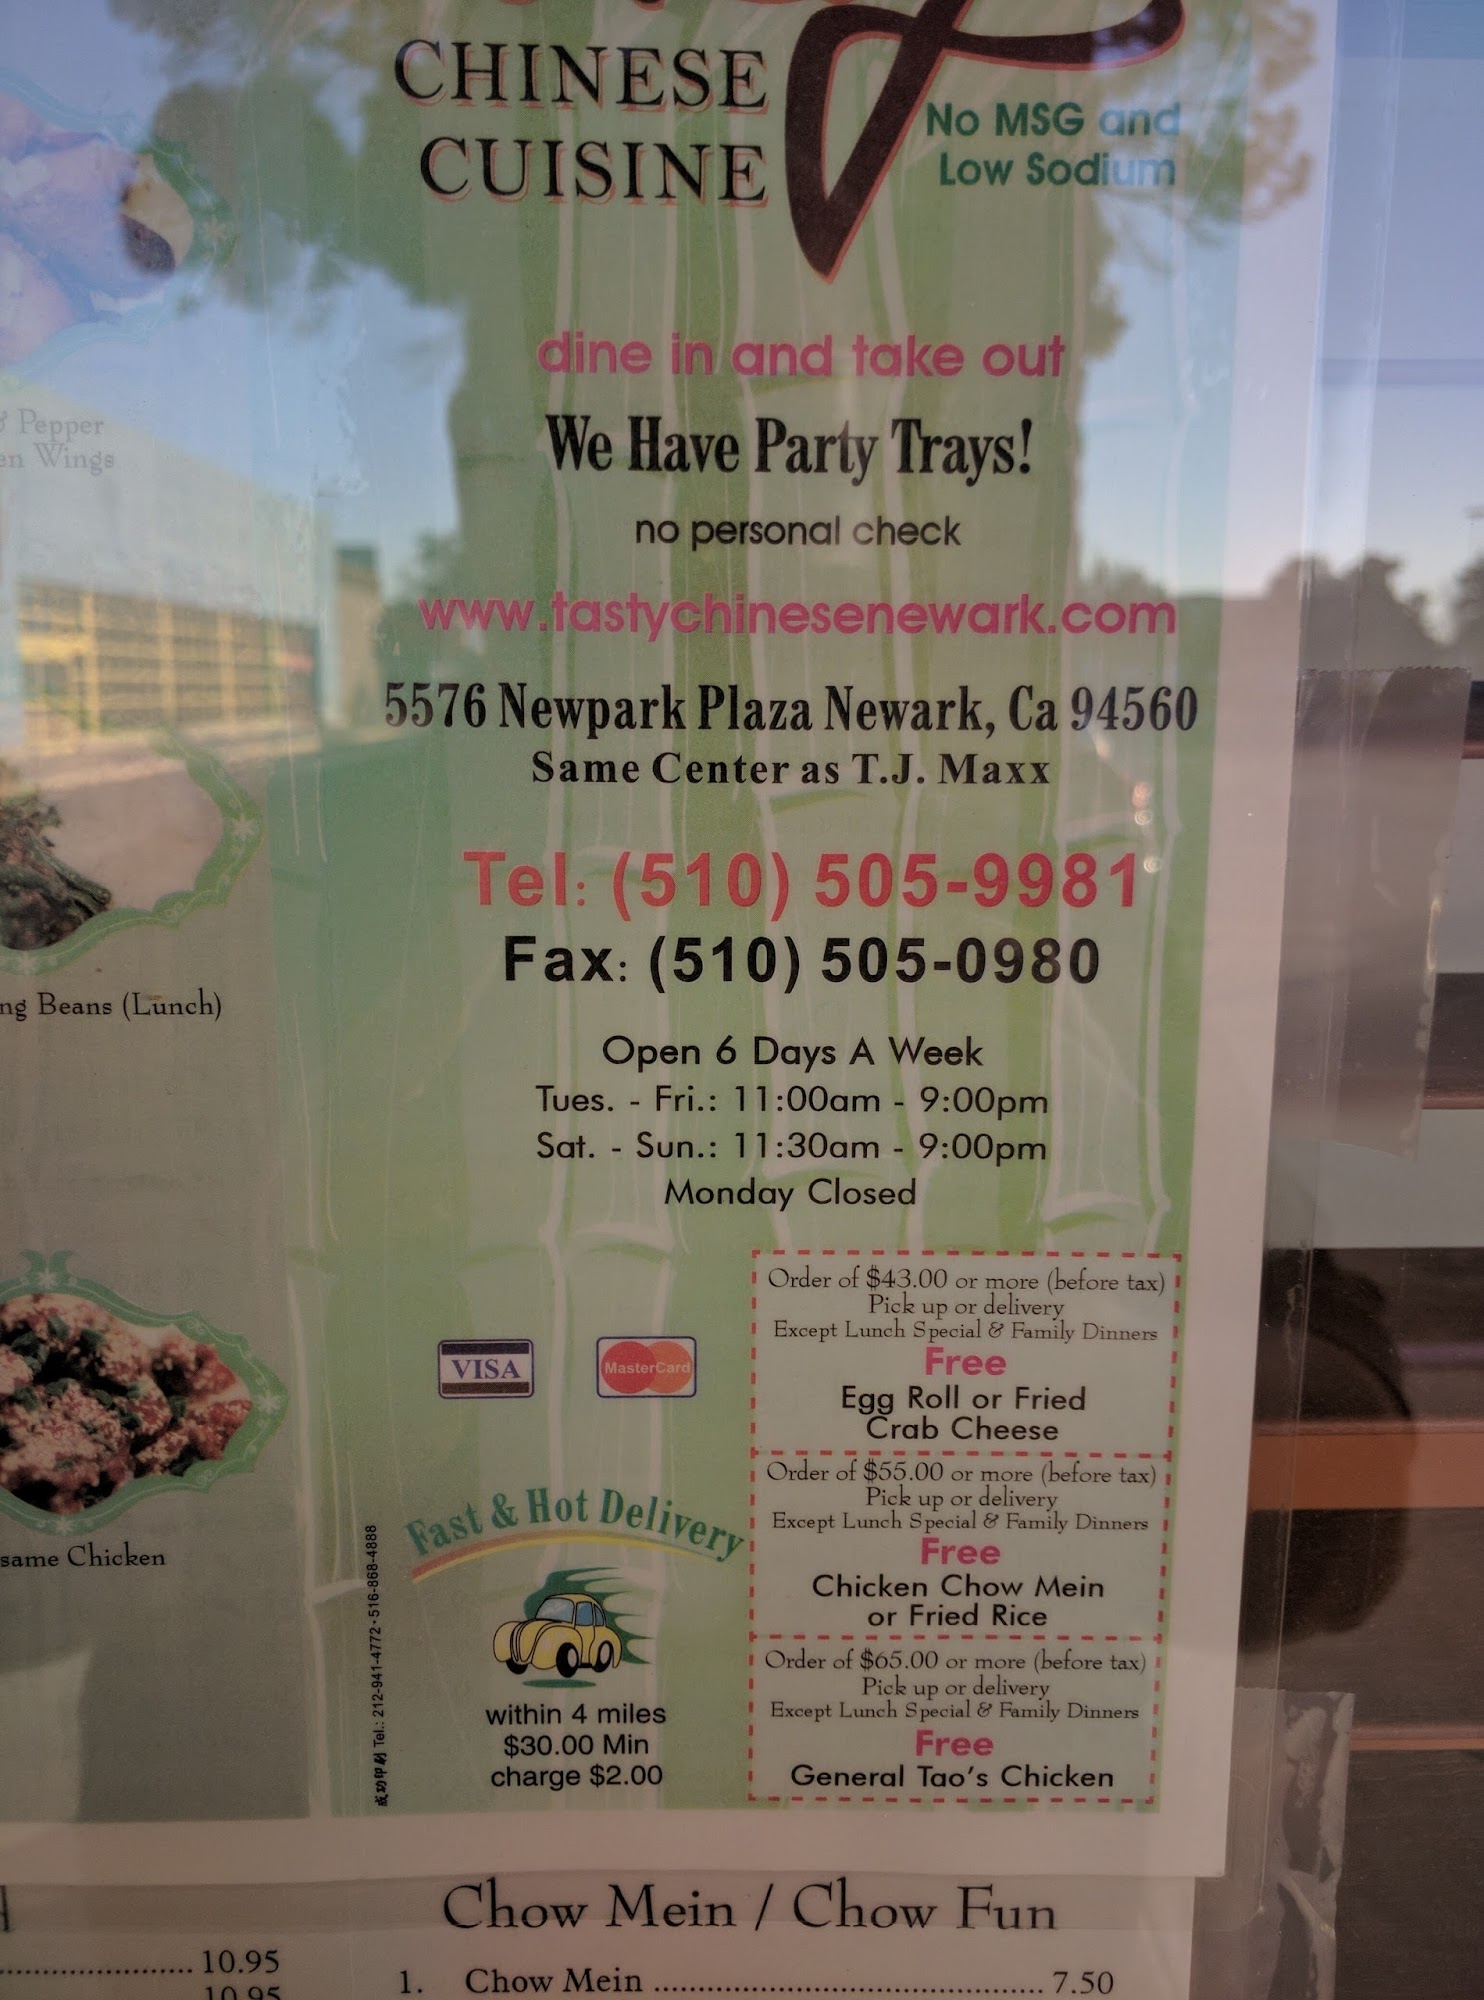 CHINESE
CUISINE
No MSG and
Low Sodium
dine in and take out
We Have Party Trays!
no personal check
www.tastychinesenewark.com
5576 Newpark Plaza Newark, Ca 94560
Same Center as T.J. Maxx
Tel: (510) 505-9981
Fax: (510) 505-0980
Open 6 Days A Week
Tues. - Fri.: 11:00am - 9:00pm
Sat. - Sun.: 11:30am - 9:00pm
Monday Closed
VISA
MasterCard
Fast & Hot Delivery
within 4 miles
$30.00 Min
charge $2.00
Order of $43.00 or more (before tax)
Pick up or delivery
Except Lunch Special & Family Dinners
Free
Egg Roll or Fried
Crab Cheese
Order of $55.00 or more (before tax)
Pick up or delivery
Except Lunch Special & Family Dinners
Free
Chicken Chow Mein
or Fried Rice
Order of $65.00 or more (before tax)
Pick up or delivery
Except Lunch Special & Family Dinners
Free
General Tao's Chicken
成功印刷 Tel.: 212-941-4772 • 516-868-4888
& Pepper
en Wings
ng Beans (Lunch)
same Chicken
10.95
10.95
Chow Mein / Chow Fun
1. Chow Mein 7.50